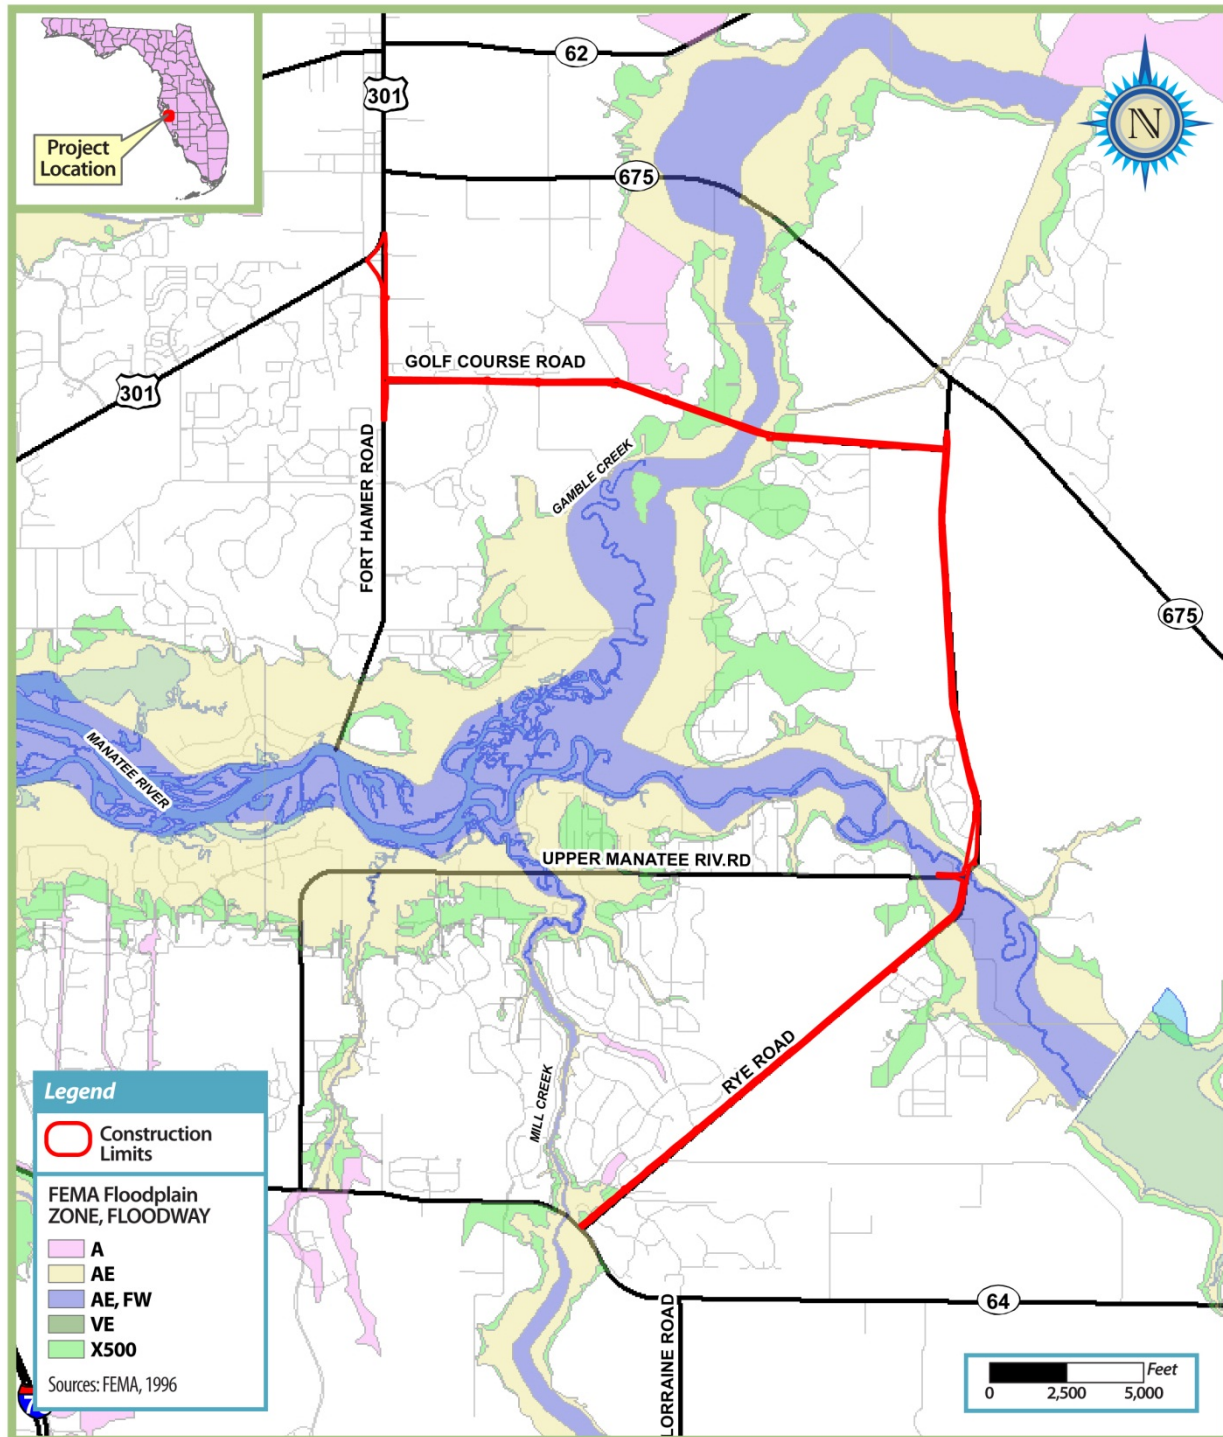 Project
Location
62
301
N
675
GOLF COURSE ROAD
301
FORT HAMER ROAD
GAMBLE CREEK
675
MANATEE RIVER
UPPER MANATEE RIV.RD
RYE ROAD
MILL CREEK
64
LORRAINE ROAD
Legend
Construction
Limits
FEMA Floodplain
ZONE, FLOODWAY
A
AE
AE, FW
VE
X500
Sources: FEMA, 1996
Feet
0 2,500 5,000